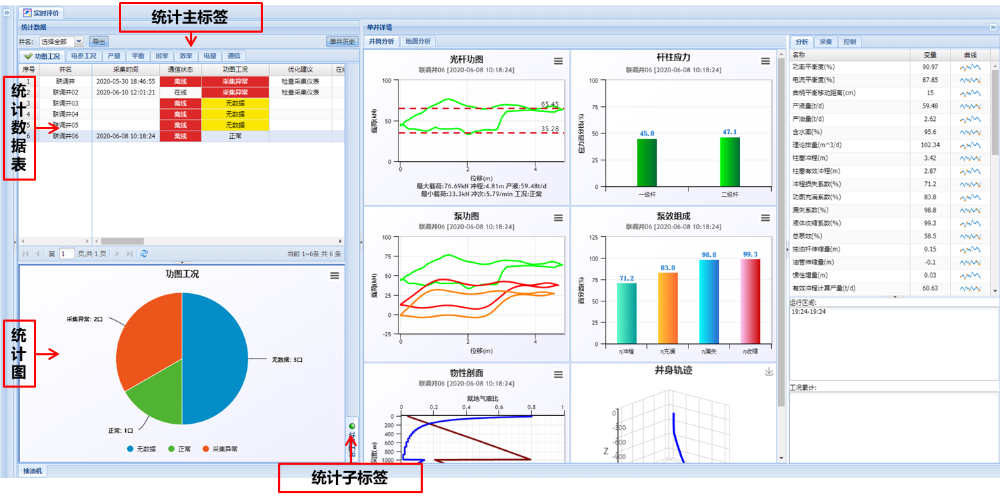 实时评价
统计主标签
统计数据
井名: 选择全部 导出 单井历史
功图工况 电参工况 产量 平衡 时率 效率 电量 通信
序号 井名 采集时间 通信状态 功图工况 优化建议
1 联调井 2020-05-30 18:46:55 离线 采集异常 检查采集仪表
2 联调井02 2020-06-10 12:01:21 在线 采集异常 检查采集仪表
3 联调井03 离线 无数据
联调井04 离线 无数据
5 联调井05 离线 无数据
6 联调井06 2020-06-08 10:18:24 离线 正常
统计数据表
第 1 页,共 1 页 当前 1~6条 共 6 条
功图工况
采集异常: 2口
无数据: 3口
正常: 1口
无数据 正常 采集异常
统计图
统计子标签
抽油机
单井详情
井筒分析 地面分析
光杆功图
联调井06 [2020-06-08 10:18:24]
载荷(kN)
100
50
0
65.45
35.28
0 2 4
位移(m)
最大载荷:76.69kN 冲程:4.81m 产液:59.48t/d
最小载荷:33.3kN 冲次:5.79/min 工况:正常
杆柱应力
联调井06 [2020-06-08 10:18:24]
应力百分比(%)
100
75
50
25
0
45.8 47.1
一级杆 二级杆
泵功图
联调井06 [2020-06-08 10:18:24]
载荷(kN)
100
75
50
25
0
-25
0 2 4
位移(m)
泵效组成
联调井06 [2020-06-08 10:18:24]
百分数(%)
125
100
75
50
25
0
71.2 83.8 98.8 99.3
η冲程 η充满 η漏失 η收缩
物性剖面
联调井06 [2020-06-08 10:18:24]
就地气液比
0 0.2 0.4 0.6 0.8 1
0
200
400
600
800
1000
深度(m)
井身轨迹
0
-300
-600
-900
Z
分析 采集 控制
名称 变量 曲线
功率平衡度(%) 90.97
电流平衡度(%) 87.85
曲柄平衡移动距离(cm) 15
产液量(t/d) 59.48
产油量(t/d) 2.62
含水率(%) 95.6
理论排量(m^3/d) 102.34
柱塞冲程(m) 3.42
柱塞有效冲程(m) 2.87
冲程损失系数(%) 71.2
功图充满系数(%) 83.8
漏失系数(%) 98.8
液体收缩系数(%) 99.3
总泵效(%) 58.5
抽油杆伸缩量(m) 0.15
油管伸缩量(m) -0.1
惯性增量(m) 0.03
有效冲程计算产量(t/d) 60.63
运行区间:
19:24-19:24
工况累计: